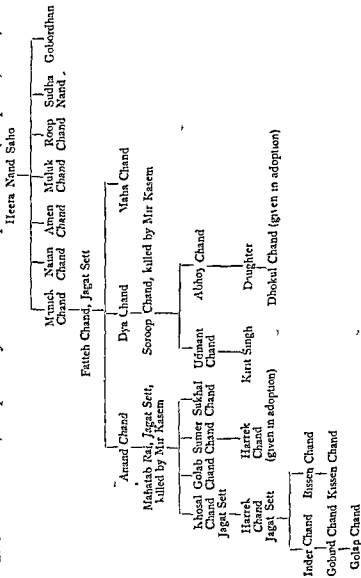 Heera Nand Saho
Manick Chand
Nanan Chand
Amen Chand
Muluk Chand
Roop Chand
Sudha Nand
Gobordhan
Fatteh Chand, Jagat Sett
Anand Chand
Dya Chand
Maha Chand
Mahatab Rai, Jagat Sett,
killed by Mir Kasem
Soroop Chand, killed by Mir Kasem
Khosal Chand Jagat Sett
Golab Chand
Sumer Chand
Sukhal Chand
Udmant Chand
Abhoy Chand
Harrek Chand Jagat Sett
Harrek Chand (given in adoption)
Kirit Singh
Daughter
Dhokul Chand (given in adoption)
Inder Chand
Bissen Chand
Gobind Chand
Kissen Chand
Golap Chand